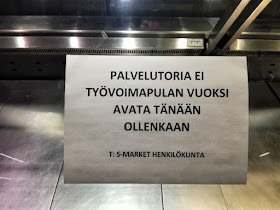 PALVELUTORIA EI
TYÖVOIMAPULAN VUOKSI
AVATA TÄNÄÄN
OLLENKAAN
T: S-MARKET HENKILÖKUNTA